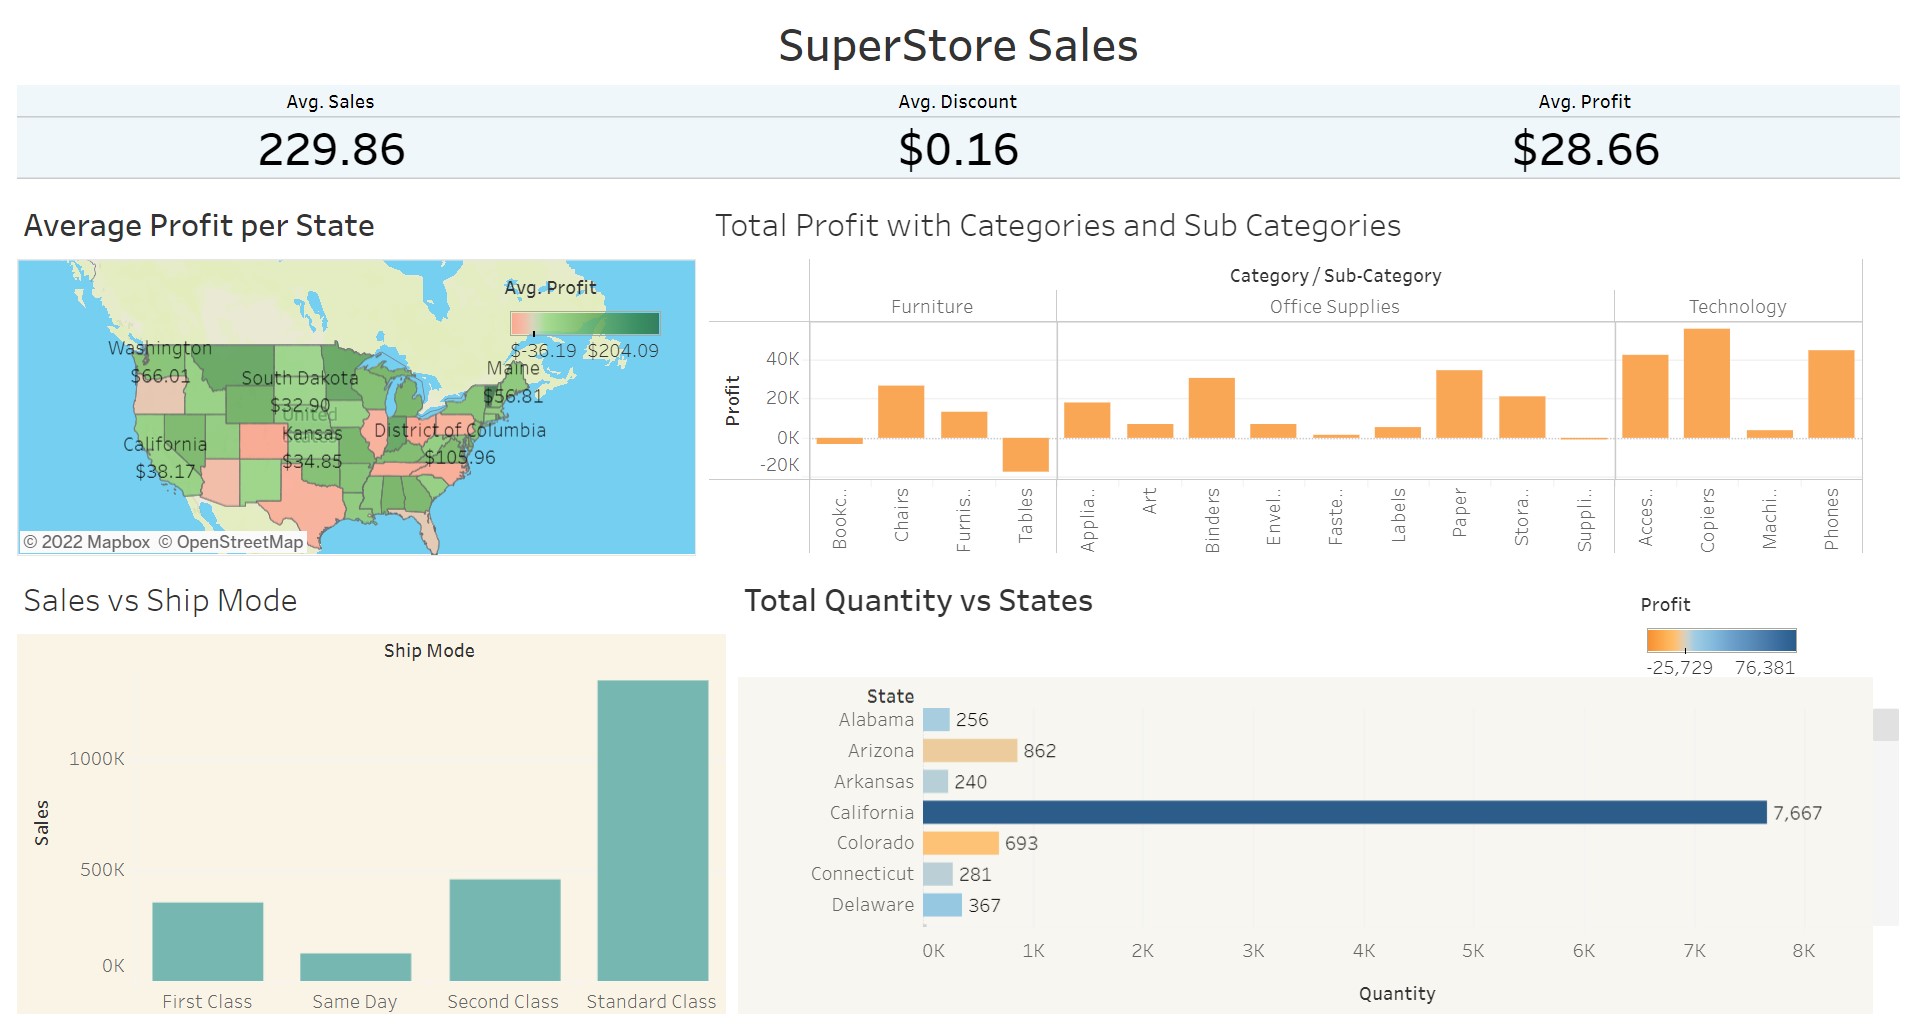 SuperStore Sales
Avg. Sales
Avg. Discount
Avg. Profit
229.86
$0.16
$28.66
Average Profit per State
Avg. Profit
$-36.19 $204.09
Washington
$66.01
South Dakota
$32.90
Maine
$56.81
United
California
$38.17
Kansas
$34.85
District of Columbia
$105.96
© 2022 Mapbox © OpenStreetMap
Total Profit with Categories and Sub Categories
Category / Sub-Category
Furniture
Office Supplies
Technology
Profit
40K
20K
0K
-20K
Bookc..
Chairs
Furnis..
Tables
Applia..
Art
Binders
Envel..
Faste..
Labels
Paper
Stora..
Suppli..
Acces..
Copiers
Machi..
Phones
Sales vs Ship Mode
Ship Mode
Sales
1000K
500K
0K
First Class
Same Day
Second Class
Standard Class
Total Quantity vs States
Profit
-25,729 76,381
State
Alabama 256
Arizona 862
Arkansas 240
California 7,667
Colorado 693
Connecticut 281
Delaware 367
0K 1K 2K 3K 4K 5K 6K 7K 8K
Quantity